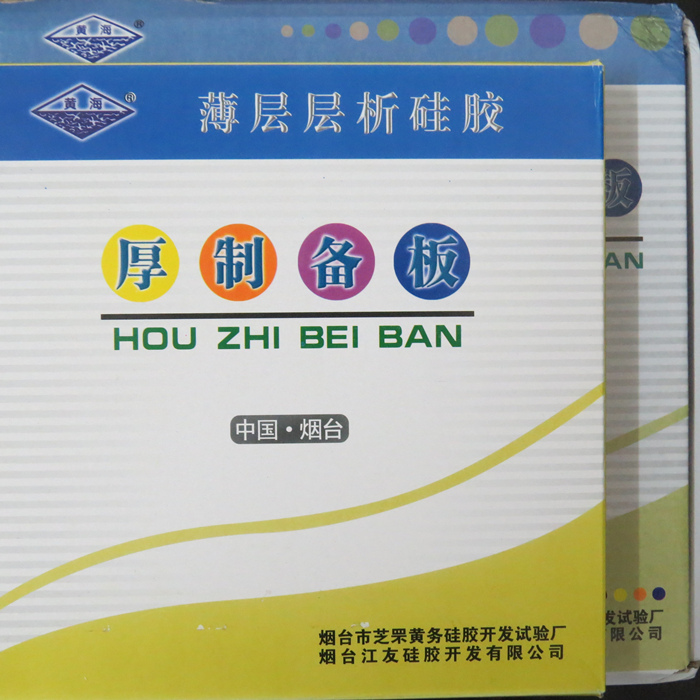 黄海®
黄海®
薄层层析硅胶
厚制备板
板
HOU ZHI BEI BAN
AN
中国·烟台
烟台市芝罘黄务硅胶开发试验厂
烟台江友硅胶开发有限公司
发试验厂
限公司